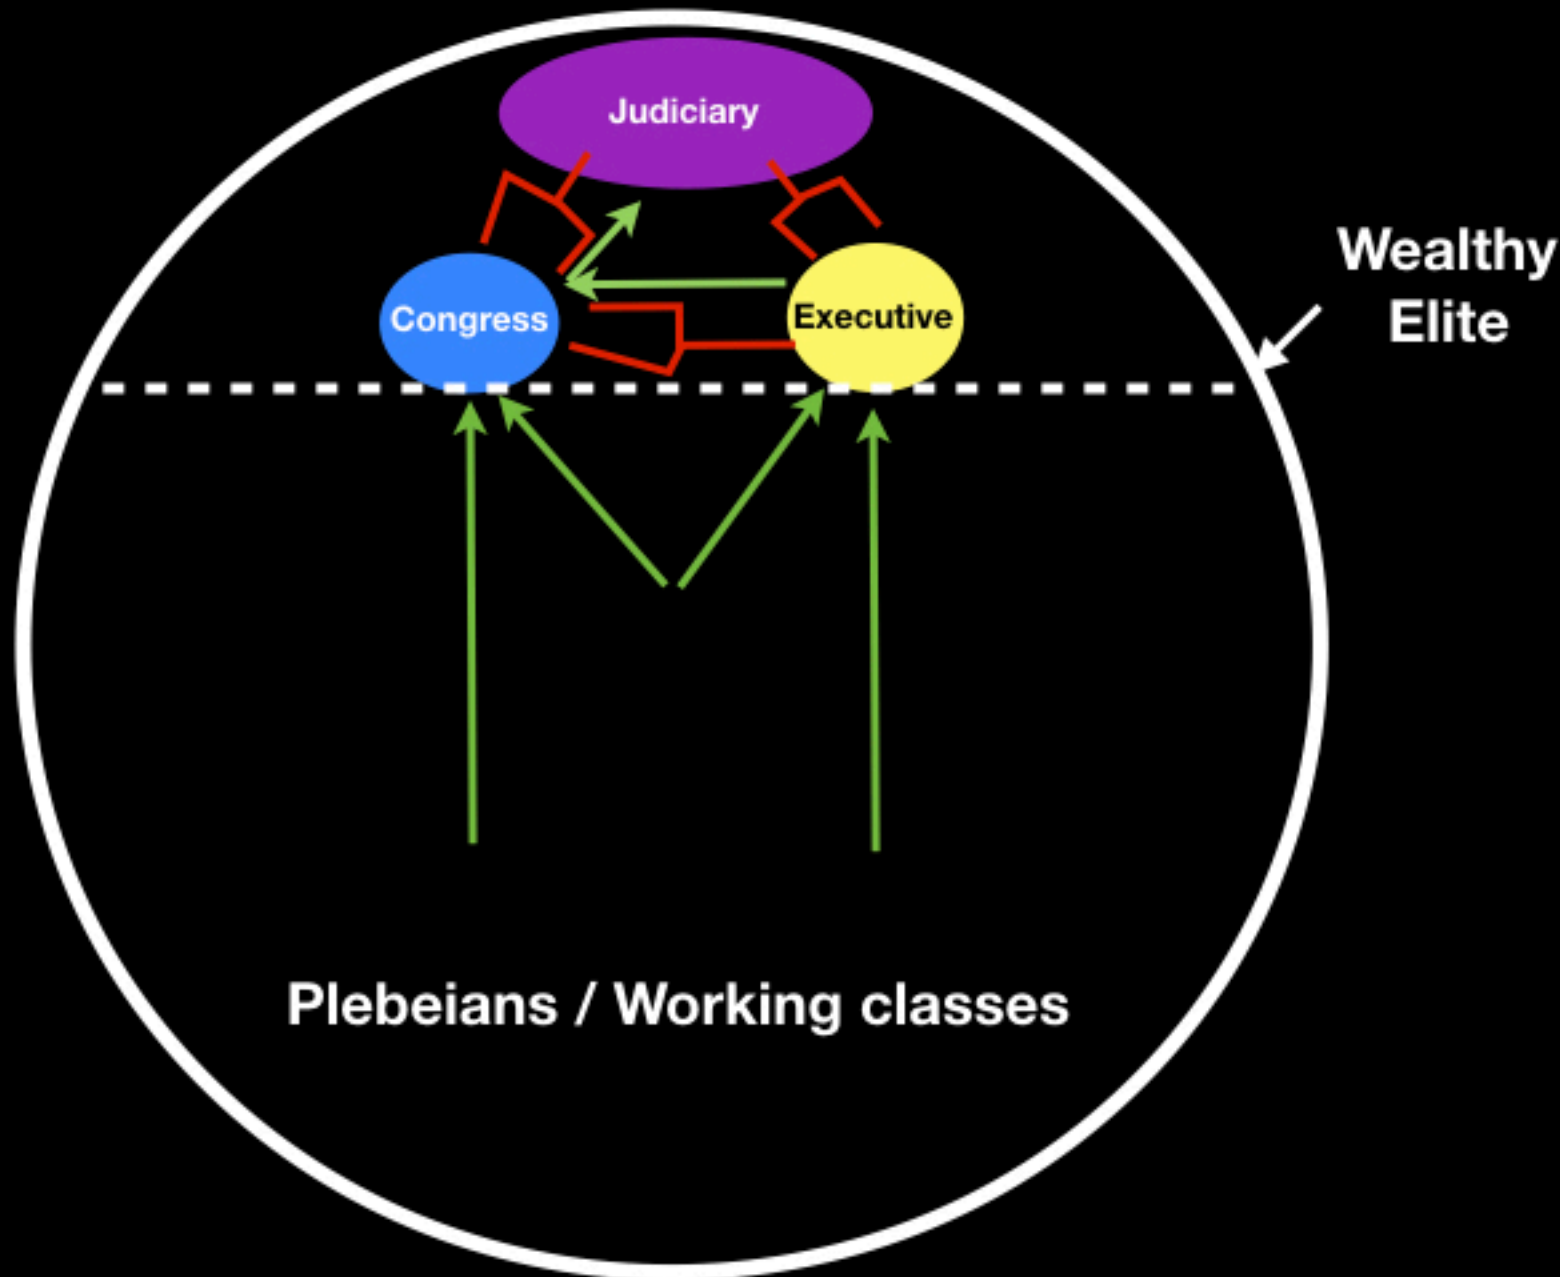 Judiciary
Wealthy
Elite
Congress
Executive
Plebeians / Working classes